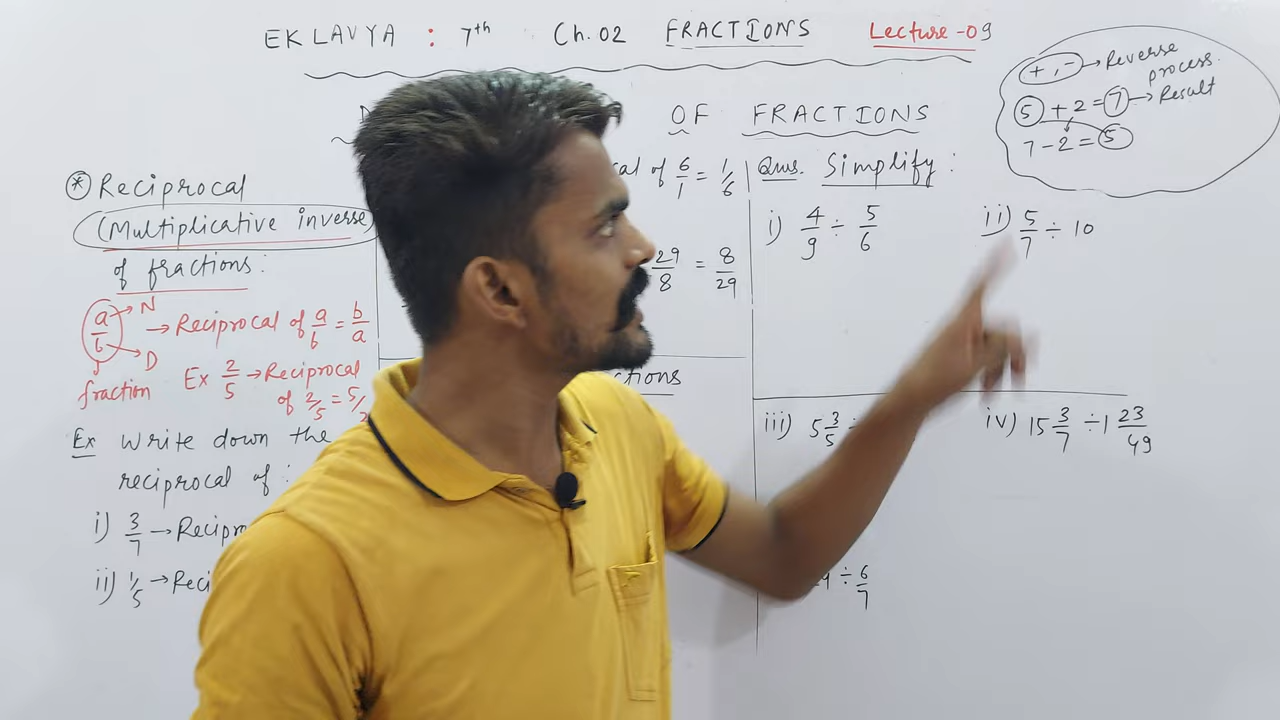 EKLAVYA : 7th Ch.02 FRACTIONS Lecture-09
OF FRACTIONS
* Reciprocal
(Multiplicative inverse)
of fractions:
a/b → N
→ D
→ Reciprocal of a/b = b/a
fraction
Ex 2/5 → Reciprocal
of 2/5 = 5/
Ex Write down the
reciprocal of :
i) 3/7 → Recipro
ii) 1/5 → Reci
al of 6/1 = 1/6
29/8 = 8/29
ctions
Qus. Simplify :
i) 4/9 ÷ 5/6
ii) 5/7 ÷ 10
iii) 5 3/5 ÷
iv) 15 3/7 ÷ 1 23/49
÷ 6/7
+, - → Reverse
process.
5 + 2 = 7 → Result
7 - 2 = 5